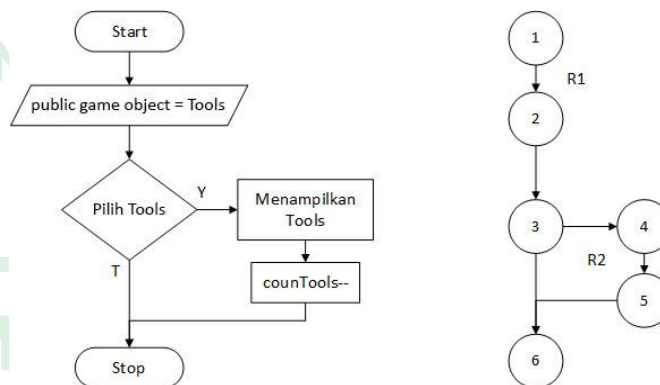 Start
public game object = Tools
Pilih Tools
Y
T
Menampilkan
Tools
counTools--
Stop
1
R1
2
3
4
R2
5
6